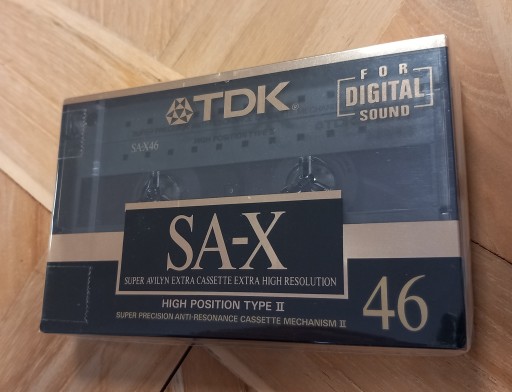 TDK
FOR
DIGITAL
SOUND
SA-X46
SA-X
SUPER AVILYN EXTRA CASSETTE EXTRA HIGH RESOLUTION
HIGH POSITION TYPE II
SUPER PRECISION ANTI-RESONANCE CASSETTE MECHANISM II
46